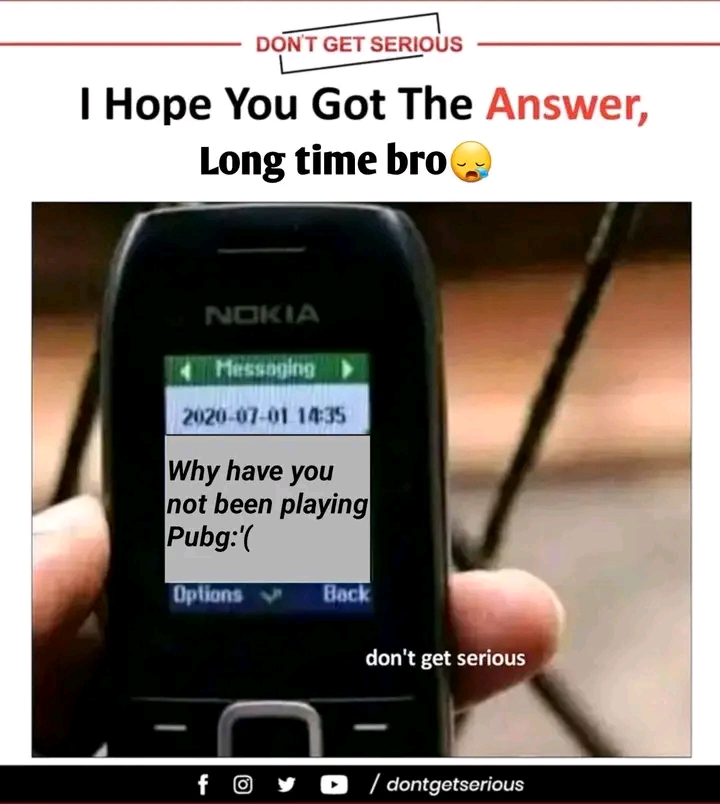 DON'T GET SERIOUS
I Hope You Got The Answer,
Long time bro😪
NOKIA
Messaging
2020-07-01 14:35
Why have you
not been playing
Pubg:'(
Options Back
don't get serious
/ dontgetserious